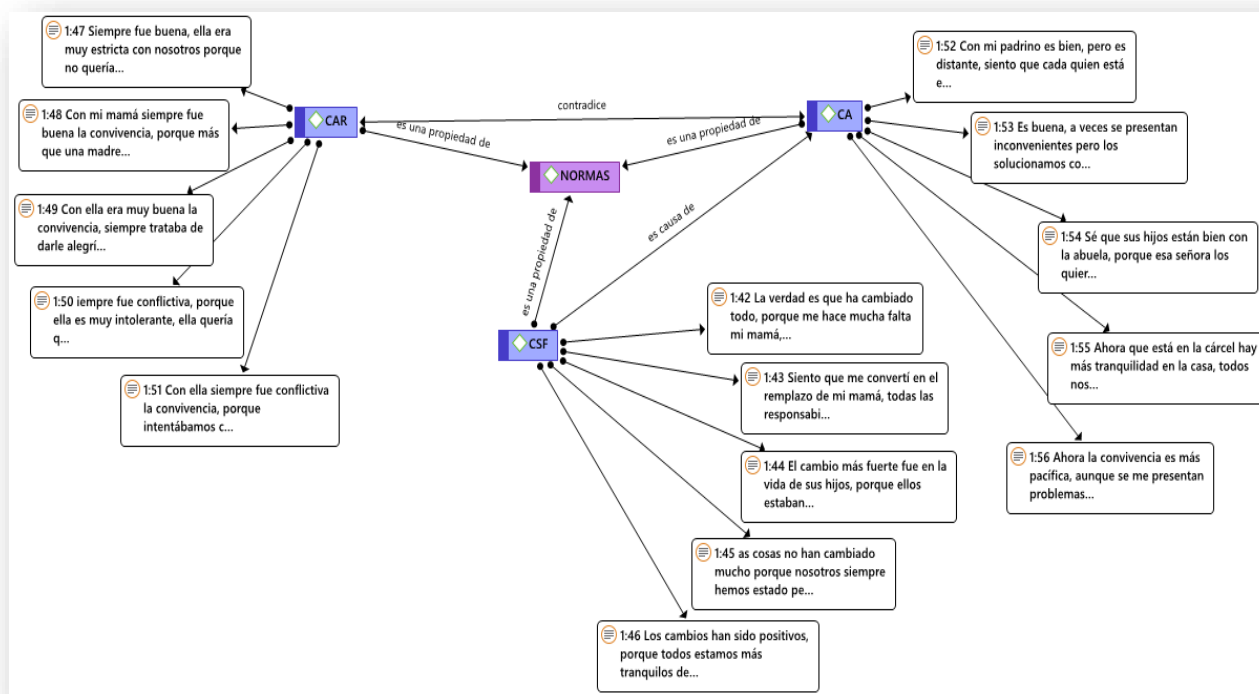 1:47 Siempre fue buena, ella era
muy estricta con nosotros porque
no quería...
1:48 Con mi mamá siempre fue
buena la convivencia, porque más
que una madre...
1:49 Con ella era muy buena la
convivencia, siempre trataba de
darle alegrí...
1:50 iempre fue conflictiva, porque
ella es muy intolerante, ella quería
q...
1:51 Con ella siempre fue conflictiva
la convivencia, porque
intentábamos c...
CAR
contradice
CA
es una propiedad de
es una propiedad de
NORMAS
es una propiedad de
es causa de
CSF
1:42 La verdad es que ha cambiado
todo, porque me hace mucha falta
mi mamá,...
1:43 Siento que me convertí en el
remplazo de mi mamá, todas las
responsabi...
1:44 El cambio más fuerte fue en la
vida de sus hijos, porque ellos
estaban...
1:45 as cosas no han cambiado
mucho porque nosotros siempre
hemos estado pe...
1:46 Los cambios han sido positivos,
porque todos estamos más
tranquilos de...
1:52 Con mi padrino es bien, pero es
distante, siento que cada quien está
e...
1:53 Es buena, a veces se presentan
inconvenientes pero los
solucionamos co...
1:54 Sé que sus hijos están bien con
la abuela, porque esa señora los
quier...
1:55 Ahora que está en la cárcel hay
más tranquilidad en la casa, todos
nos...
1:56 Ahora la convivencia es más
pacífica, aunque se me presentan
problemas...